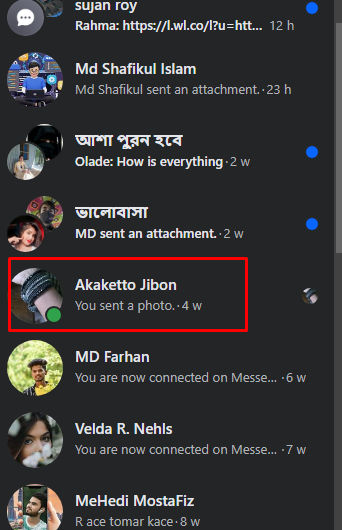 sujan roy
Rahma: https://l.wl.co/l?u=htt... 12 h
Md Shafikul Islam
Md Shafikul sent an attachment. · 23 h
আশা পুরন হবে
Olade: How is everything · 2 w
ভালোবাসা
MD sent an attachment. · 2 w
Akaketto Jibon
You sent a photo. · 4 w
MD Farhan
You are now connected on Messe... · 6 w
Velda R. Nehls
You are now connected on Messe... · 7 w
MeHedi MostaFiz
R ace tomar kace · 8 w